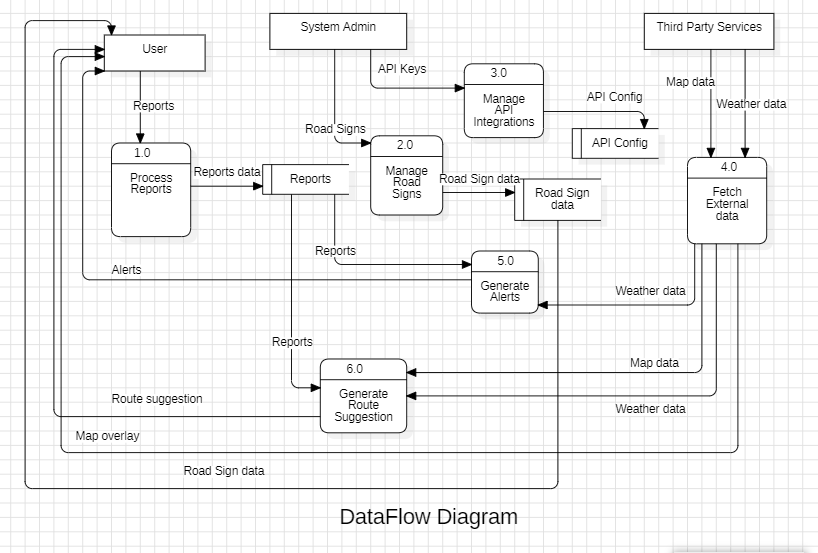 System Admin
Third Party Services
User
API Keys
3.0
Manage
API
Integrations
API Config
Map data
Weather data
Reports
Road Signs
API Config
1.0
Process
Reports
2.0
Manage
Road
Signs
4.0
Fetch
External
data
Reports data
Reports
Road Sign data
Road Sign
data
Reports
5.0
Generate
Alerts
Alerts
Weather data
Reports
6.0
Generate
Route
Suggestion
Map data
Route suggestion
Weather data
Map overlay
Road Sign data
DataFlow Diagram